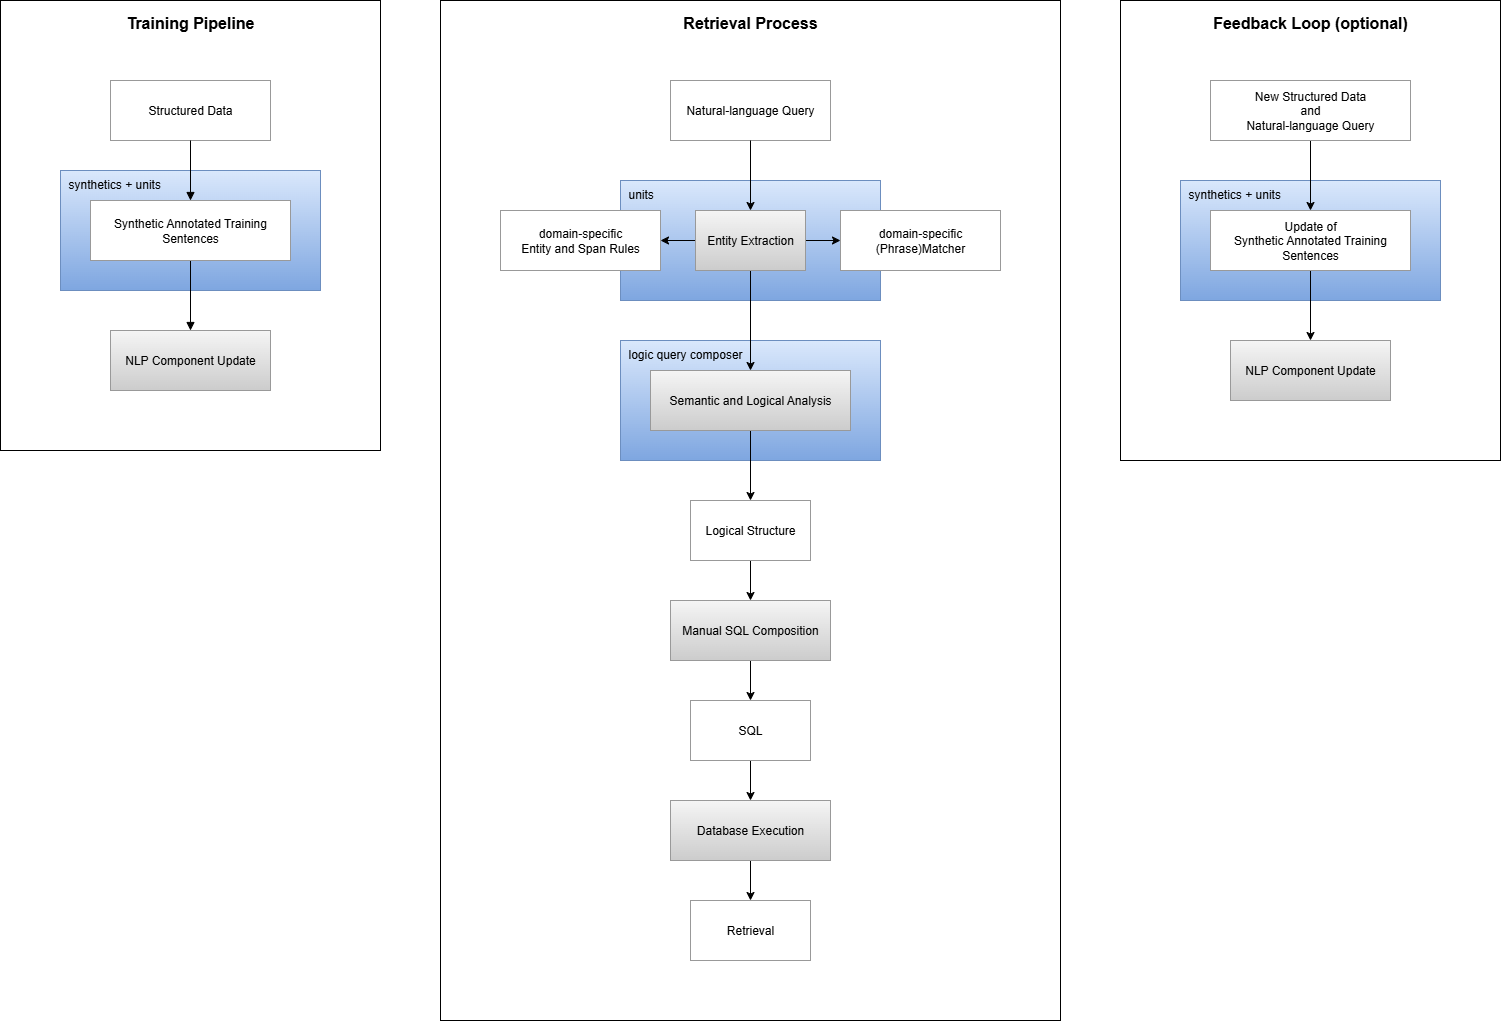 Training Pipeline
Structured Data
synthetics + units
Synthetic Annotated Training
Sentences
NLP Component Update
Retrieval Process
Natural-language Query
units
domain-specific
Entity and Span Rules
Entity Extraction
domain-specific
(Phrase)Matcher
logic query composer
Semantic and Logical Analysis
Logical Structure
Manual SQL Composition
SQL
Database Execution
Retrieval
Feedback Loop (optional)
New Structured Data
and
Natural-language Query
synthetics + units
Update of
Synthetic Annotated Training
Sentences
NLP Component Update